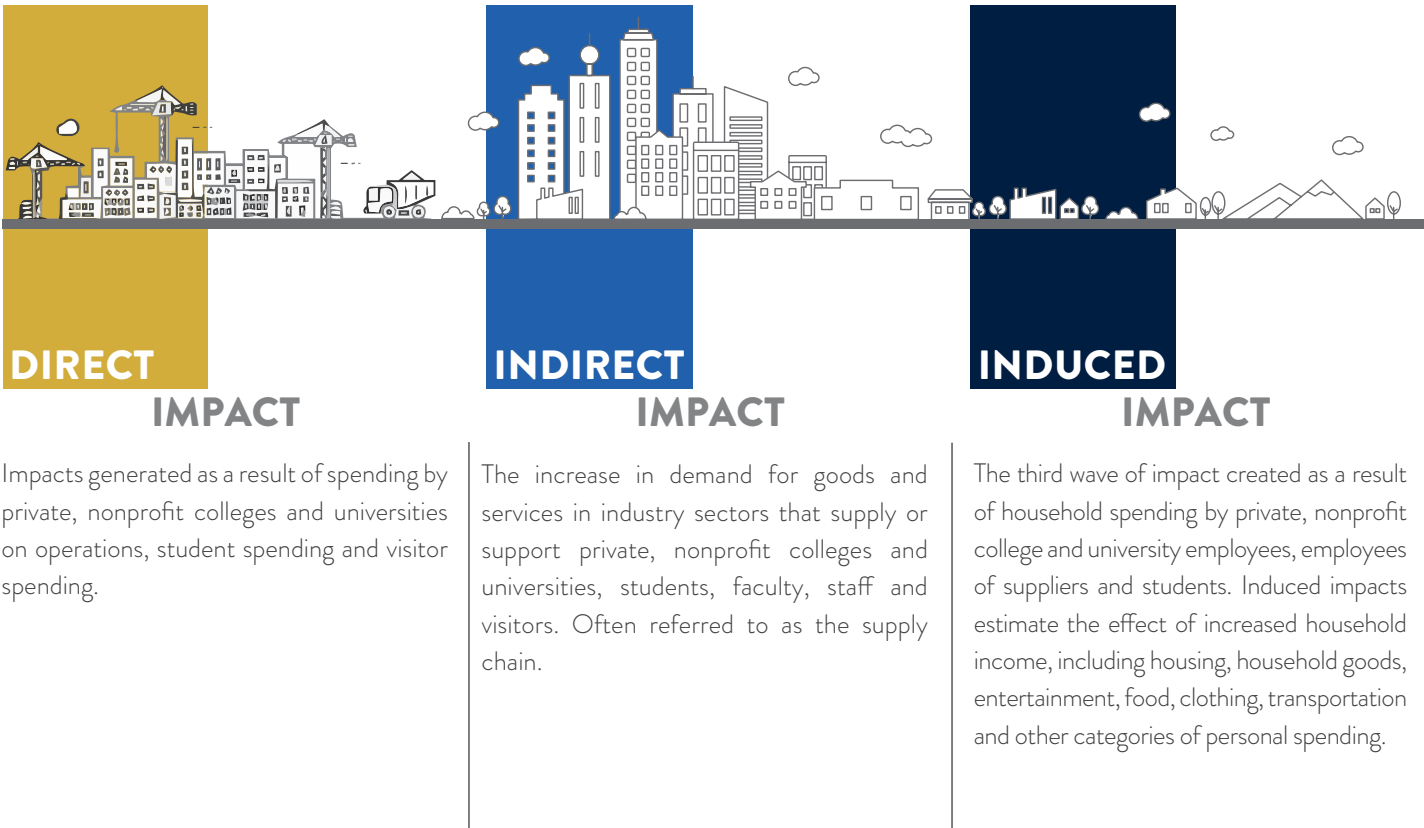 DIRECT
IMPACT
Impacts generated as a result of spending by
private, nonprofit colleges and universities
on operations, student spending and visitor
spending.
INDIRECT
IMPACT
The increase in demand for goods and
services in industry sectors that supply or
support private, nonprofit colleges and
universities, students, faculty, staff and
visitors. Often referred to as the supply
chain.
INDUCED
IMPACT
The third wave of impact created as a result
of household spending by private, nonprofit
college and university employees, employees
of suppliers and students. Induced impacts
estimate the effect of increased household
income, including housing, household goods,
entertainment, food, clothing, transportation
and other categories of personal spending.